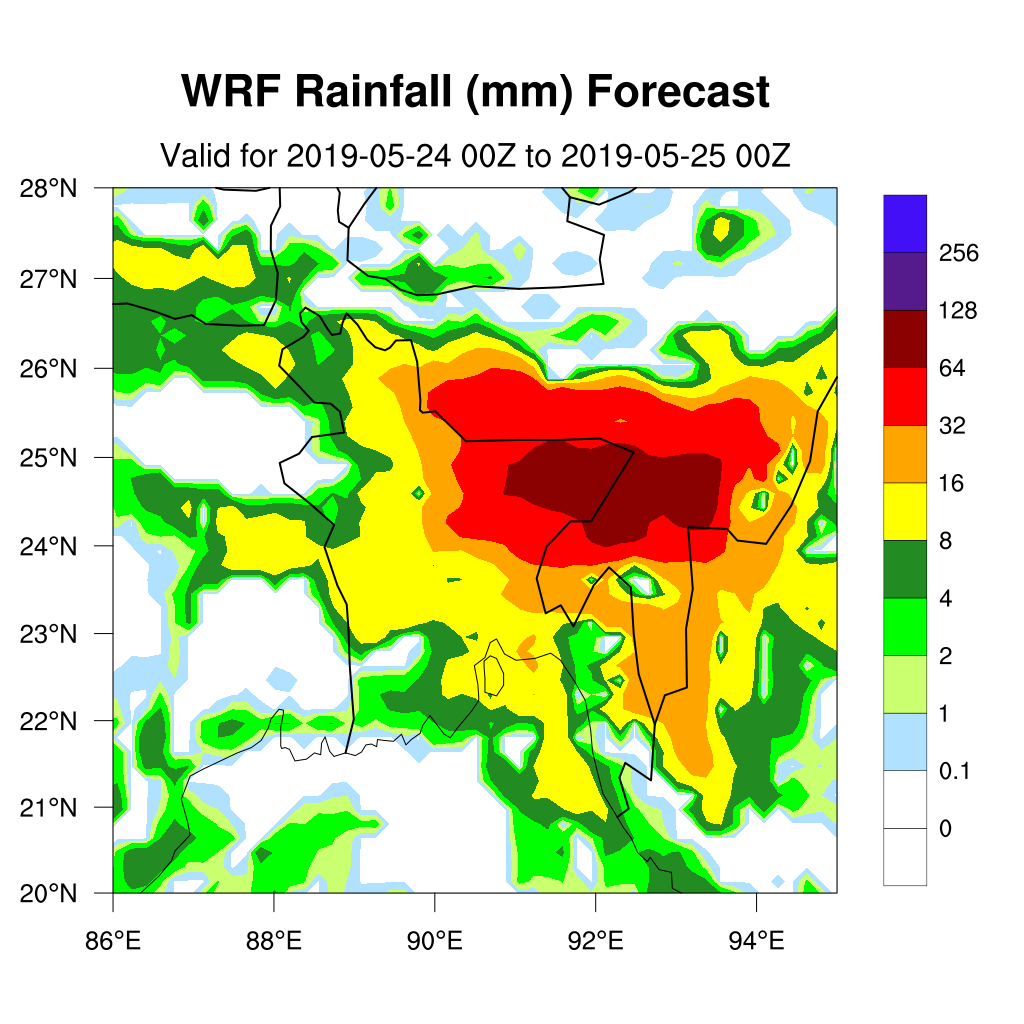 WRF Rainfall (mm) Forecast
Valid for 2019-05-24 00Z to 2019-05-25 00Z
28°N
27°N
26°N
25°N
24°N
23°N
22°N
21°N
20°N
86°E
88°E
90°E
92°E
94°E
256
128
64
32
16
8
4
2
1
0.1
0